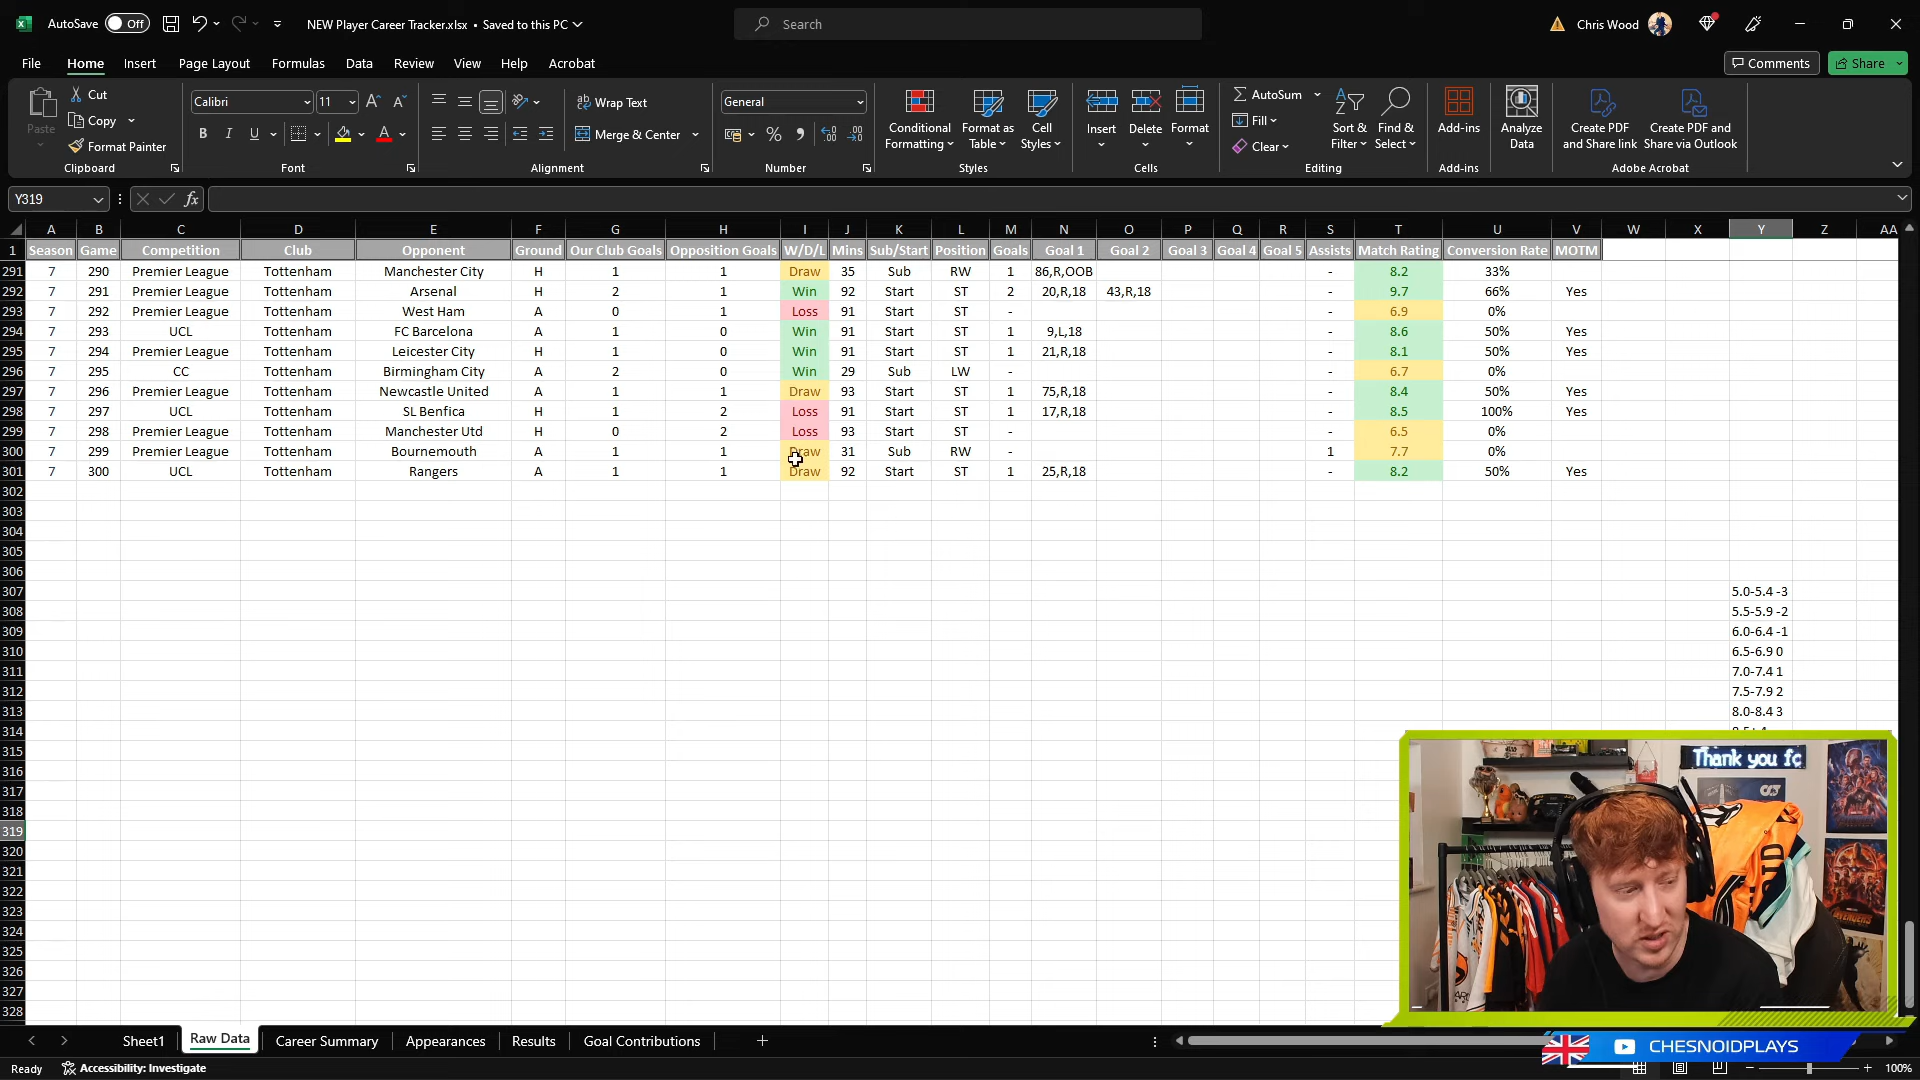 AutoSave Off NEW Player Career Tracker.xlsx • Saved to this PC Search Chris Wood
File Home Insert Page Layout Formulas Data Review View Help Acrobat Comments Share
Paste Cut Copy Format Painter Clipboard
Calibri 11 B I U Font
Wrap Text Merge & Center Alignment
General Number
Conditional Formatting Format as Table Cell Styles Styles
Insert Delete Format Cells
AutoSum Fill Clear Sort & Filter Find & Select Editing
Add-ins Add-ins
Analyze Data
Create PDF and Share link Create PDF and Share via Outlook Adobe Acrobat
Y319 fx
A B C D E F G H I J K L M N O P Q R S T U V W X Y Z AA
1 Season Game Competition Club Opponent Ground Our Club Goals Opposition Goals W/D/L Mins Sub/Start Position Goals Goal 1 Goal 2 Goal 3 Goal 4 Goal 5 Assists Match Rating Conversion Rate MOTM
291 7 290 Premier League Tottenham Manchester City H 1 1 Draw 35 Sub RW 1 86,R,OOB - 8.2 33%
292 7 291 Premier League Tottenham Arsenal H 2 1 Win 92 Start ST 2 20,R,18 43,R,18 - 9.7 66% Yes
293 7 292 Premier League Tottenham West Ham A 0 1 Loss 91 Start ST - - 6.9 0%
294 7 293 UCL Tottenham FC Barcelona A 1 0 Win 91 Start ST 1 9,L,18 - 8.6 50% Yes
295 7 294 Premier League Tottenham Leicester City H 1 0 Win 91 Start ST 1 21,R,18 - 8.1 50% Yes
296 7 295 CC Tottenham Birmingham City A 2 0 Win 29 Sub LW - - 6.7 0%
297 7 296 Premier League Tottenham Newcastle United A 1 1 Draw 93 Start ST 1 75,R,18 - 8.4 50% Yes
298 7 297 UCL Tottenham SL Benfica H 1 2 Loss 91 Start ST 1 17,R,18 - 8.5 100% Yes
299 7 298 Premier League Tottenham Manchester Utd H 0 2 Loss 93 Start ST - - 6.5 0%
300 7 299 Premier League Tottenham Bournemouth A 1 1 Draw 31 Sub RW - 1 7.7 0%
301 7 300 UCL Tottenham Rangers A 1 1 Draw 92 Start ST 1 25,R,18 - 8.2 50% Yes
302
303
304
305
306
307 5.0-5.4 -3
308 5.5-5.9 -2
309 6.0-6.4 -1
310 6.5-6.9 0
311 7.0-7.4 1
312 7.5-7.9 2
313 8.0-8.4 3
314
315
316
317
318
319
320
321
322
323
324
325
326
327
328
Thank you fc
Sheet1 Raw Data Career Summary Appearances Results Goal Contributions
CHESNOIDPLAYS
Ready Accessibility: Investigate 100%